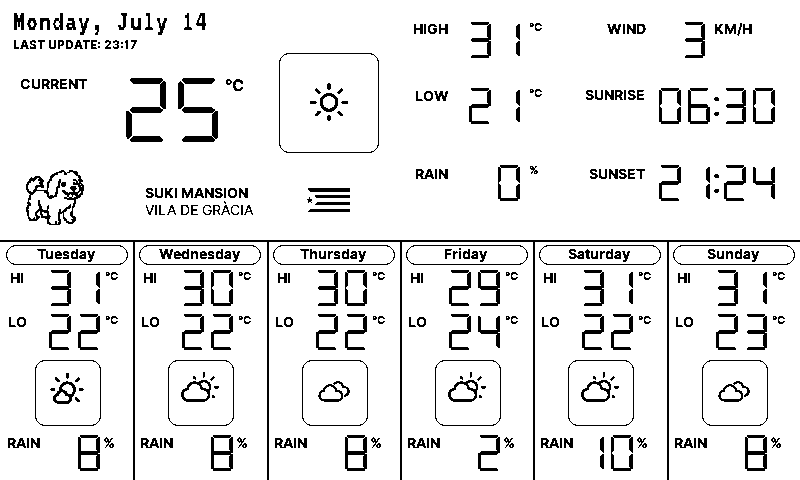 Monday, July 14
LAST UPDATE: 23:17
CURRENT 25 °C
HIGH 31 °C
WIND 3 KM/H
LOW 21 °C
SUNRISE 06:30
RAIN 0 %
SUNSET 21:24
SUKI MANSION
VILA DE GRÀCIA
Tuesday
HI 31 °C
LO 22 °C
RAIN 8 %
Wednesday
HI 30 °C
LO 22 °C
RAIN 8 %
Thursday
HI 30 °C
LO 22 °C
RAIN 8 %
Friday
HI 29 °C
LO 24 °C
RAIN 2 %
Saturday
HI 31 °C
LO 22 °C
RAIN 10 %
Sunday
HI 31 °C
LO 23 °C
RAIN 8 %